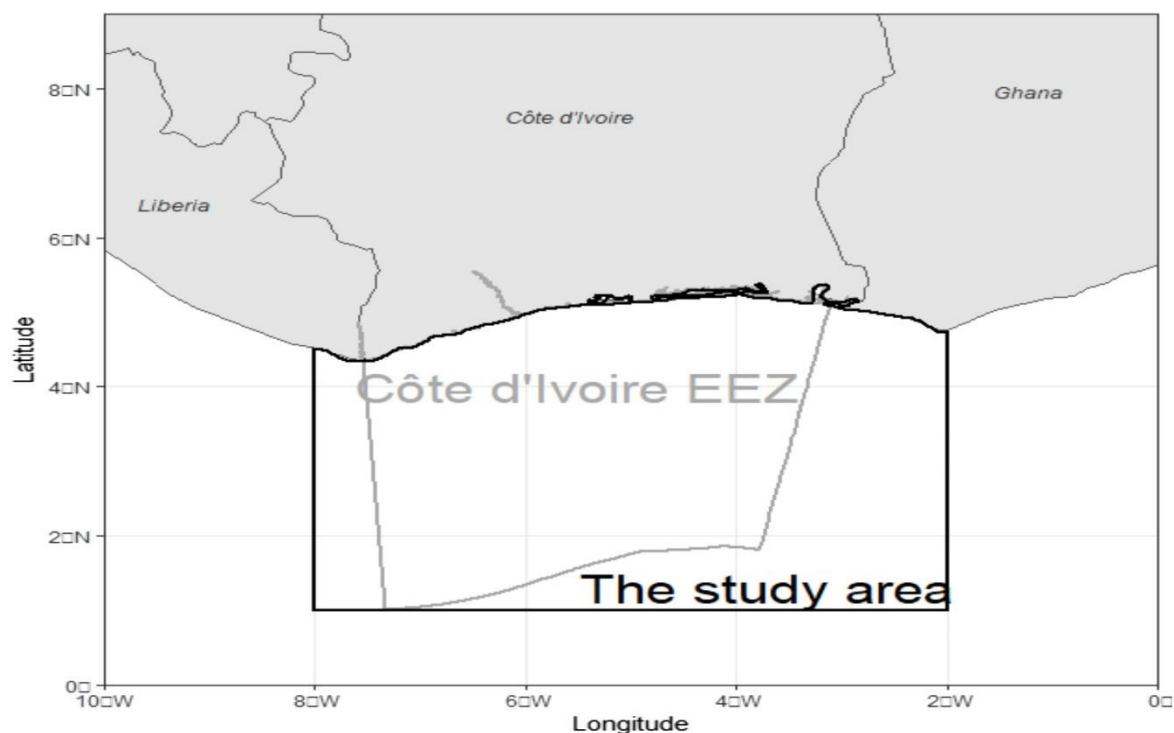 8□N
Ghana
Côte d'Ivoire
Liberia
6□N
Latitude
4□N
Côte d'Ivoire EEZ
2□N
The study area
0□
10□W
8□W
6□W
4□W
2□W
0□
Longitude